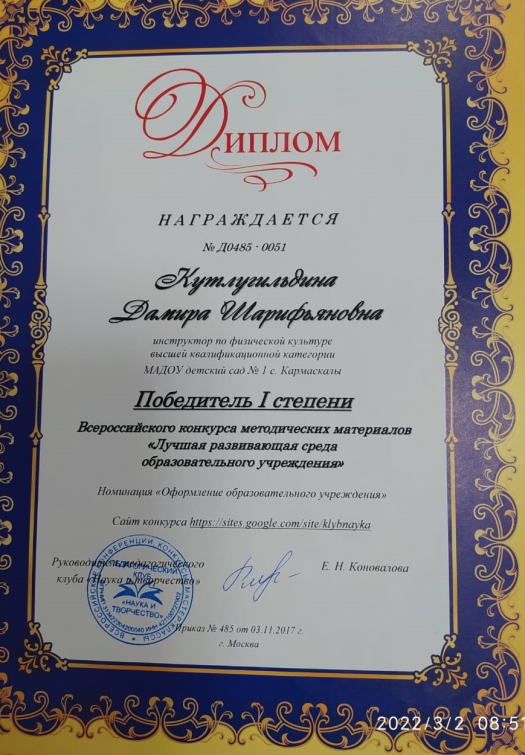 Диплом
НАГРАЖДАЕТСЯ
№ Д0485 - 0051
Кутлугильдина
Дамира Шарифьяновна
инструктор по физической культуре
высшей квалификационной категории
МАДОУ детский сад № 1 с. Кармаскалы
Победитель I степени
Всероссийского конкурса методических материалов
«Лучшая развивающая среда
образовательного учреждения»
Номинация «Оформление образовательного учреждения»
Сайт конкурса https://sites.google.com/site/klybnayka
Руководитель педагогического
клуба «Наука и творчество»
Е. Н. Коновалова
ПЕДАГОГИЧЕСКИЙ
КЛУБ
«НАУКА И
ТВОРЧЕСТВО»
Приказ № 485 от 03.11.2017 г.
г. Москва
2022/3/2 08:51